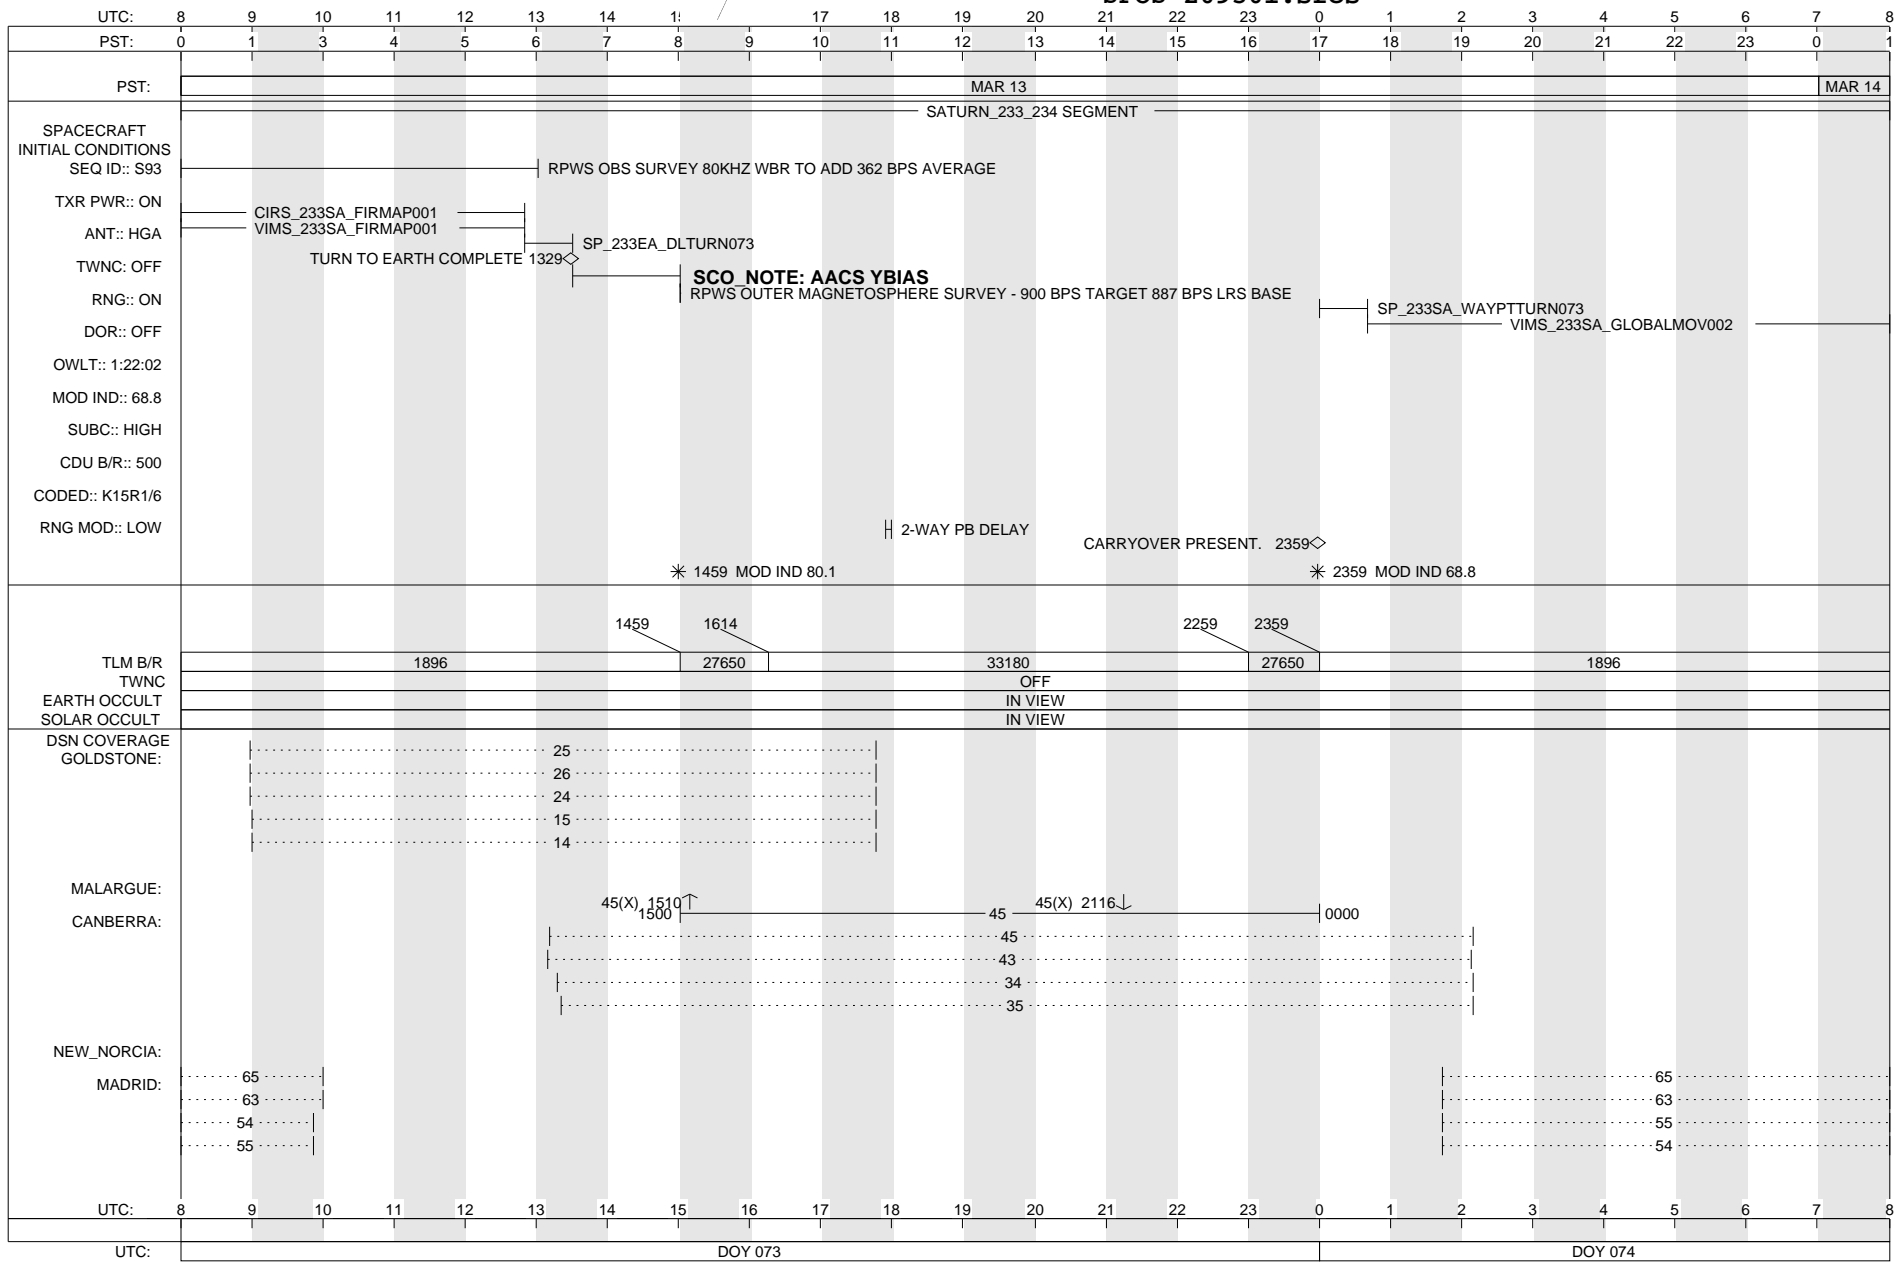 UTC: 8 9 10 11 12 13 14 17 18 19 20 21 22 23 0 1 2 3 4 5 6 7 8
PST: 0 1 3 4 5 6 7 8 9 10 11 12 13 14 15 16 17 18 19 20 21 22 23 0 1
PST: MAR 13 MAR 14
SATURN_233_234 SEGMENT
SPACECRAFT
INITIAL CONDITIONS
SEQ ID:: S93 RPWS OBS SURVEY 80KHZ WBR TO ADD 362 BPS AVERAGE
TXR PWR:: ON
CIRS_233SA_FIRMAP001
VIMS_233SA_FIRMAP001
ANT:: HGA
SP_233EA_DLTURN073
TURN TO EARTH COMPLETE 1329
TWNC: OFF
SCO_NOTE: AACS YBIAS
RPWS OUTER MAGNETOSPHERE SURVEY - 900 BPS TARGET 887 BPS LRS BASE
RNG:: ON
SP_233SA_WAYPTTURN073
VIMS_233SA_GLOBALMOV002
DOR:: OFF
OWLT:: 1:22:02
MOD IND:: 68.8
SUBC:: HIGH
CDU B/R:: 500
CODED:: K15R1/6
RNG MOD:: LOW 2-WAY PB DELAY
CARRYOVER PRESENT. 2359
1459 MOD IND 80.1 2359 MOD IND 68.8
1459 1614 2259 2359
TLM B/R 1896 27650 33180 27650 1896
TWNC OFF
EARTH OCCULT IN VIEW
SOLAR OCCULT IN VIEW
DSN COVERAGE
GOLDSTONE:
25
26
24
15
14
MALARGUE:
45(X) 1510 45(X) 2116
1500 45 0000
CANBERRA:
45
43
34
35
NEW_NORCIA:
65 65
MADRID:
63 63
54 55
55 54
UTC: 8 9 10 11 12 13 14 15 16 17 18 19 20 21 22 23 0 1 2 3 4 5 6 7 8
UTC: DOY 073 DOY 074